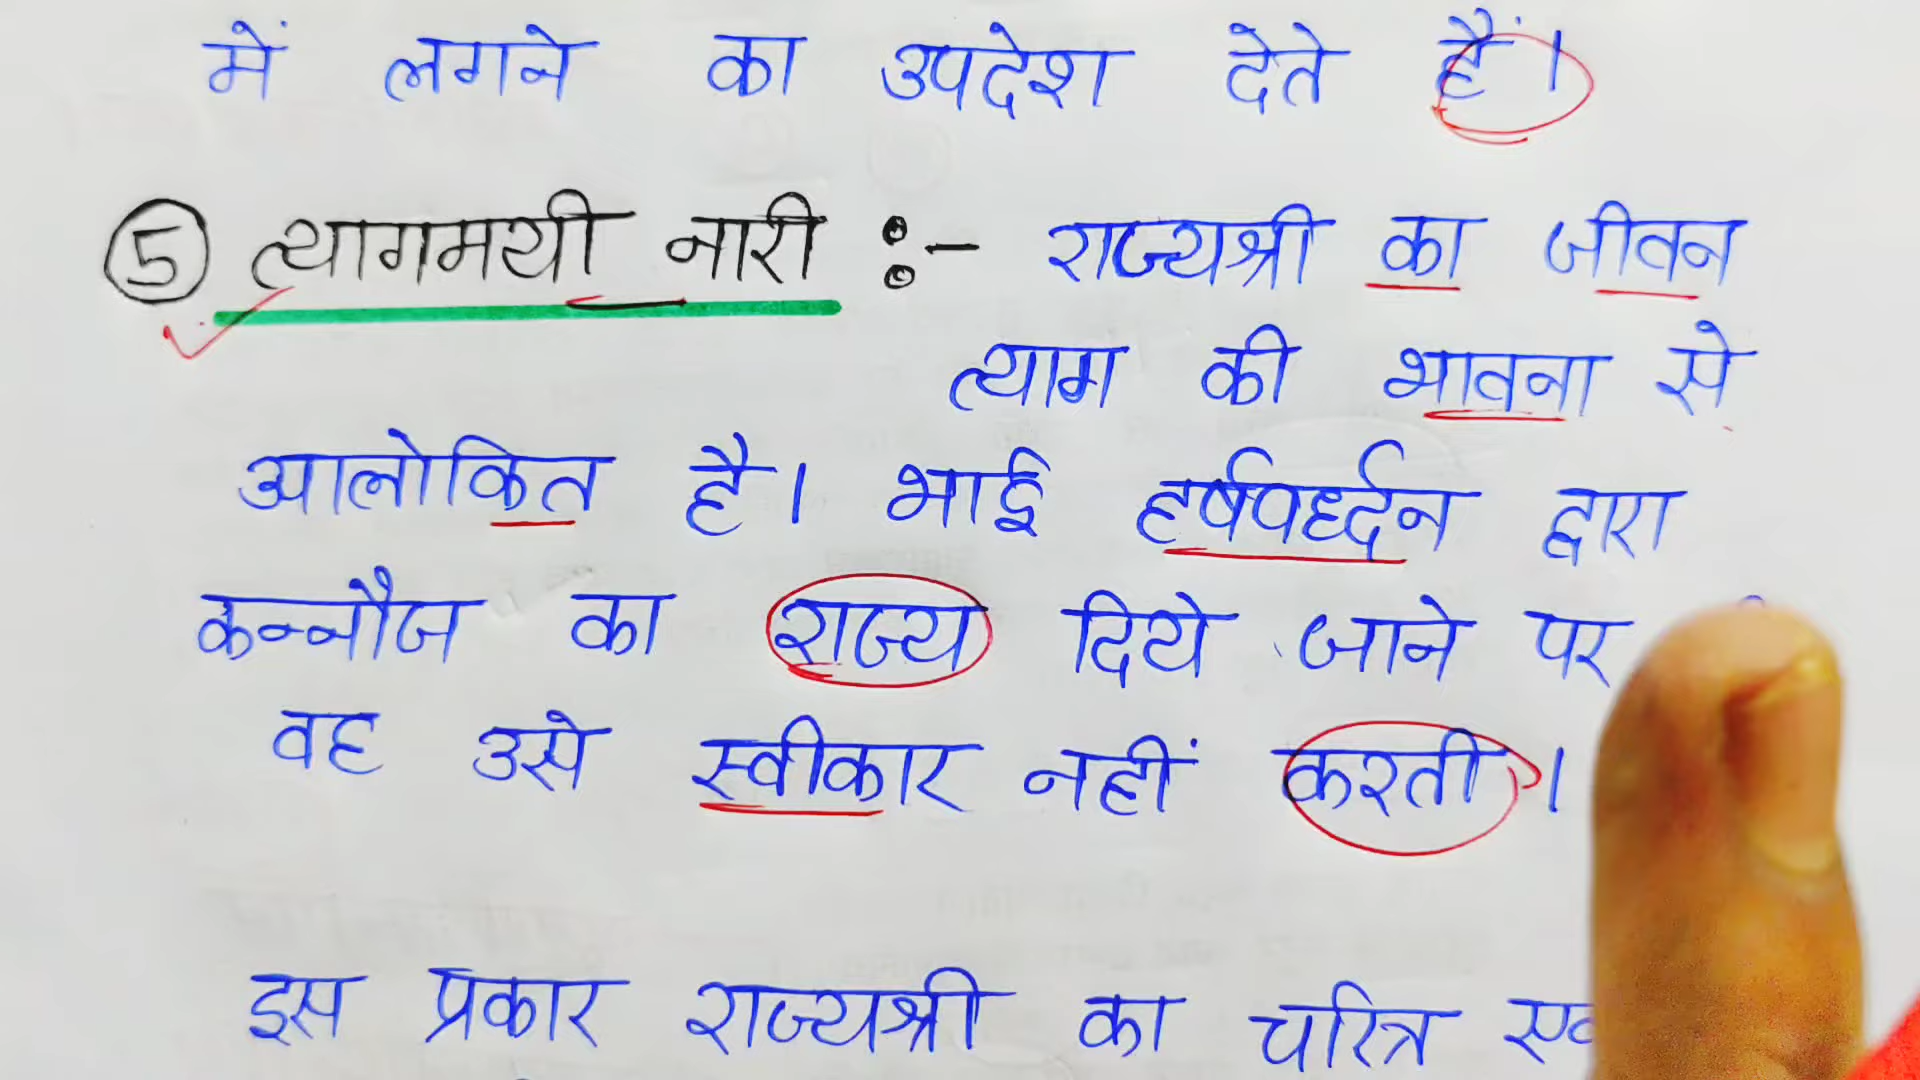 में लगने का उपदेश देते हैं।
5 त्यागमयी नारी :- राज्यश्री का जीवन
त्याग की भावना से
आलोकित है। भाई हर्षवर्द्धन द्वारा
कन्नौज का राज्य दिये जाने पर
वह उसे स्वीकार नहीं करती।
इस प्रकार राज्यश्री का चरित्र